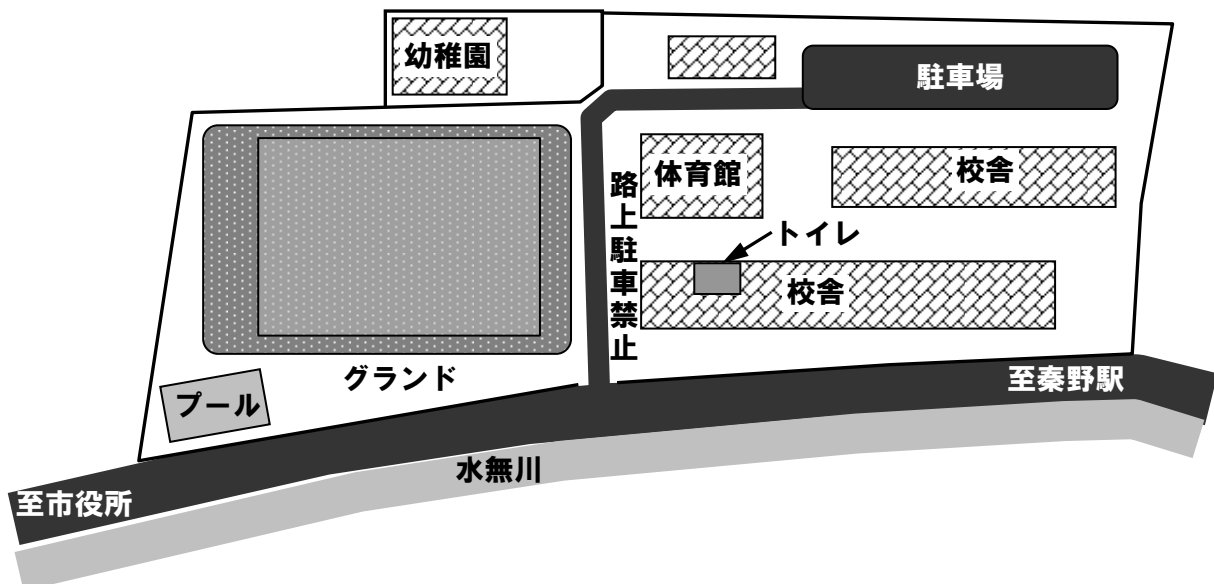 幼稚園
駐車場
体育館
校舎
路上駐車禁止
トイレ
校舎
グランド
至秦野駅
プール
水無川
至市役所